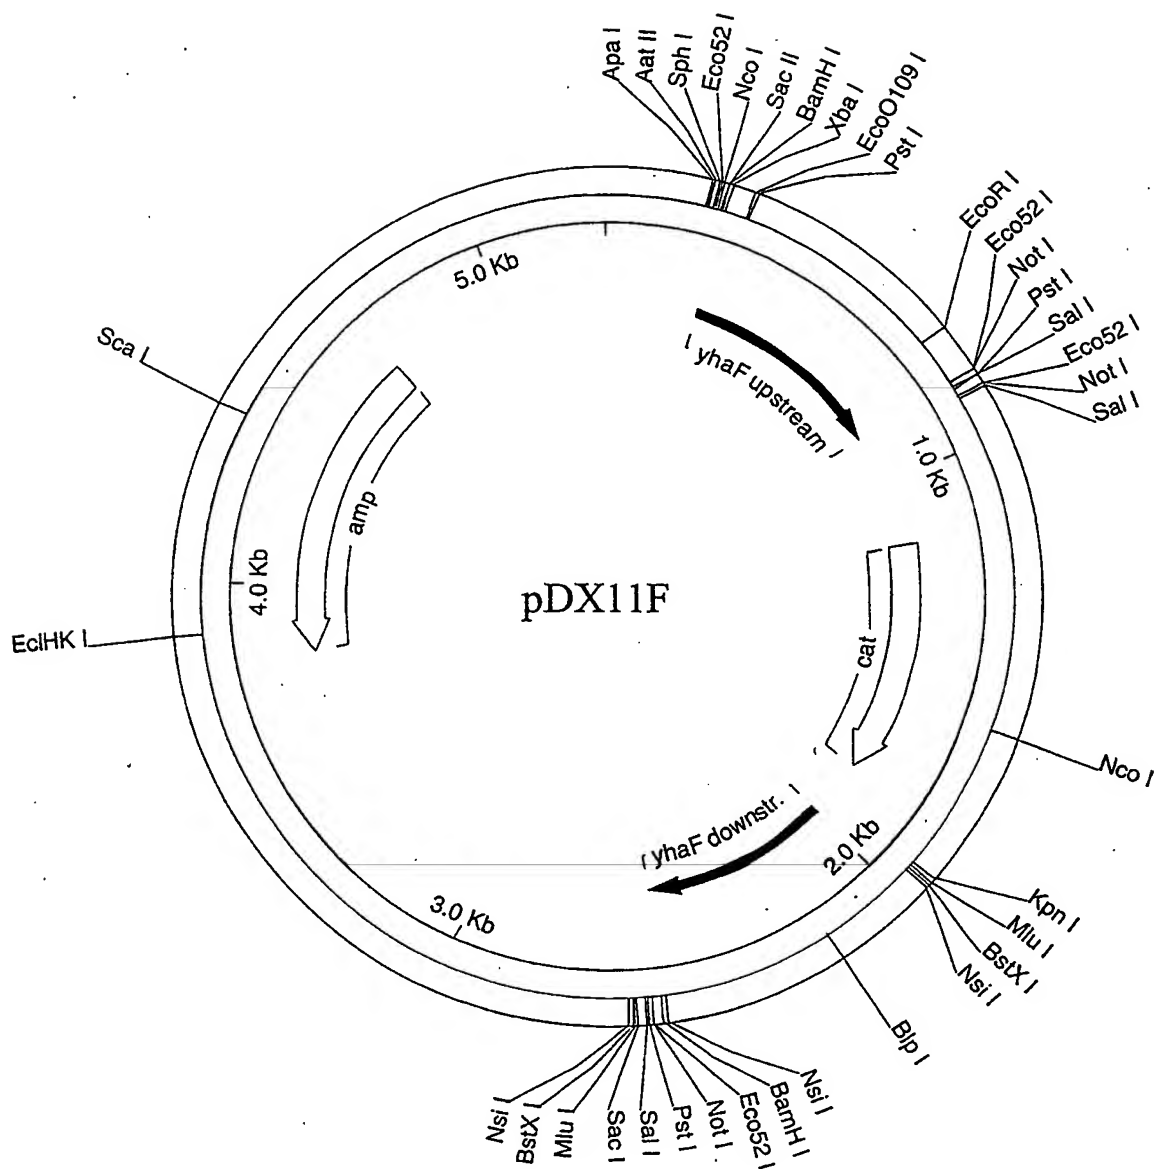 Apa I
Aat II
Sph I
Eco52 I
Nco I
Sac II
BamH I
Xba I
EcoO109 I
Pst I
EcoR I
Eco52 I
Not I
Pst I
Sal I
Eco52 I
Not I
Sal I
5.0 Kb
Sca I
yhaF upstream
1.0 Kb
amp
4.0 Kb
pDX11F
EclHK I
cat
Nco I
yhaF downstr.
2.0 Kb
3.0 Kb
Kpn I
Mlu I
BstX I
Nsi I
Blp I
Nsi I
BstX I
Mlu I
Sac I
Sal I
Pst I
Not I
Eco52 I
BamH I
Nsi I